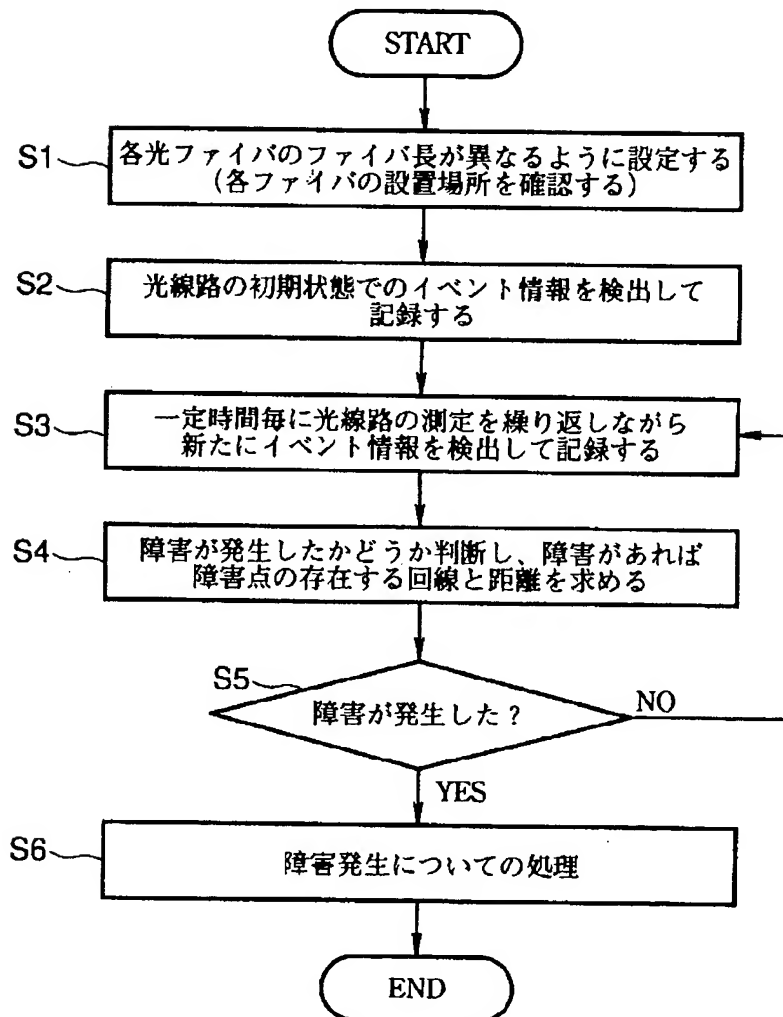 START
S1
各光ファイバのファイバ長が異なるように設定する
(各ファイバの設置場所を確認する)
S2
光線路の初期状態でのイベント情報を検出して
記録する
S3
一定時間毎に光線路の測定を繰り返しながら
新たにイベント情報を検出して記録する
S4
障害が発生したかどうか判断し、障害があれば
障害点の存在する回線と距離を求める
S5
障害が発生した?
NO
YES
S6
障害発生についての処理
END